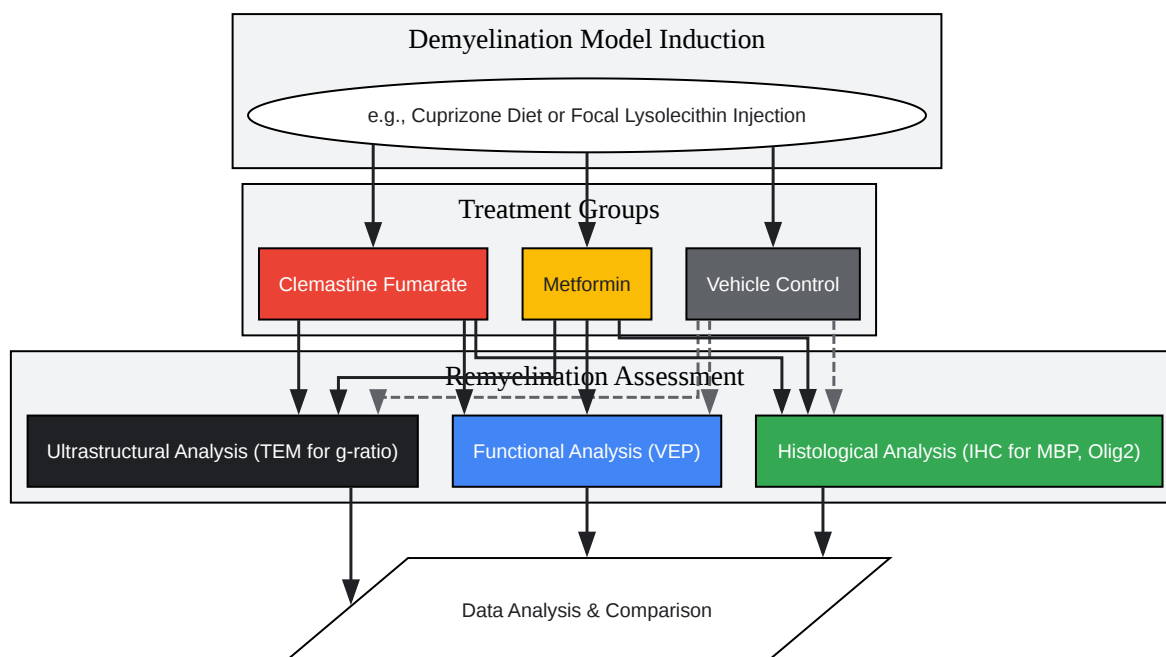 Demyelination Model Induction
e.g., Cuprizone Diet or Focal Lysolecithin Injection
Treatment Groups
Clemastine Fumarate
Metformin
Vehicle Control
Remyelination Assessment
Ultrastructural Analysis (TEM for g-ratio)
Functional Analysis (VEP)
Histological Analysis (IHC for MBP, Olig2)
Data Analysis & Comparison